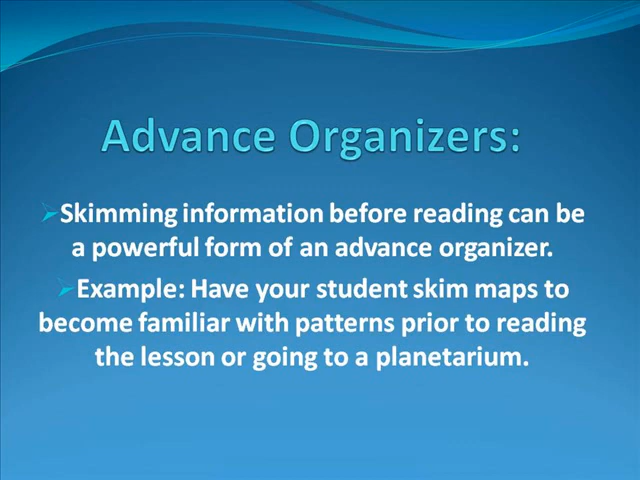 Advance Organizers:
Skimming information before reading can be
a powerful form of an advance organizer.
Example: Have your student skim maps to
become familiar with patterns prior to reading
the lesson or going to a planetarium.